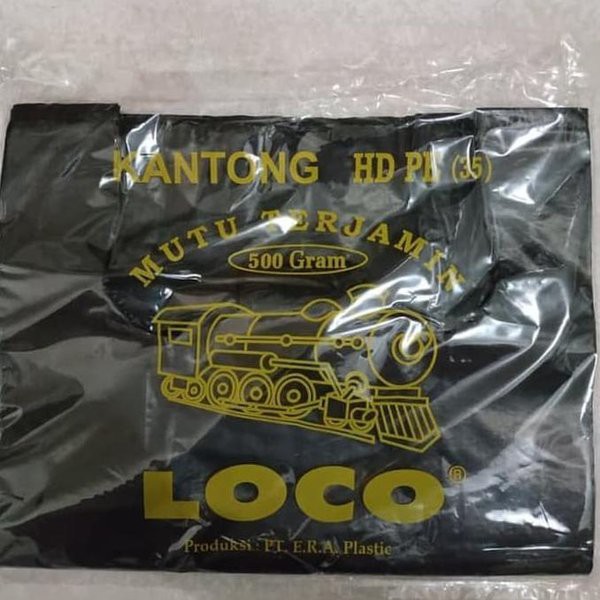 KANTONG HD PE (35)
MUTU TERJAMIN
500 Gram
LOCO ®
Produksi : PT. E.R.A. Plastic